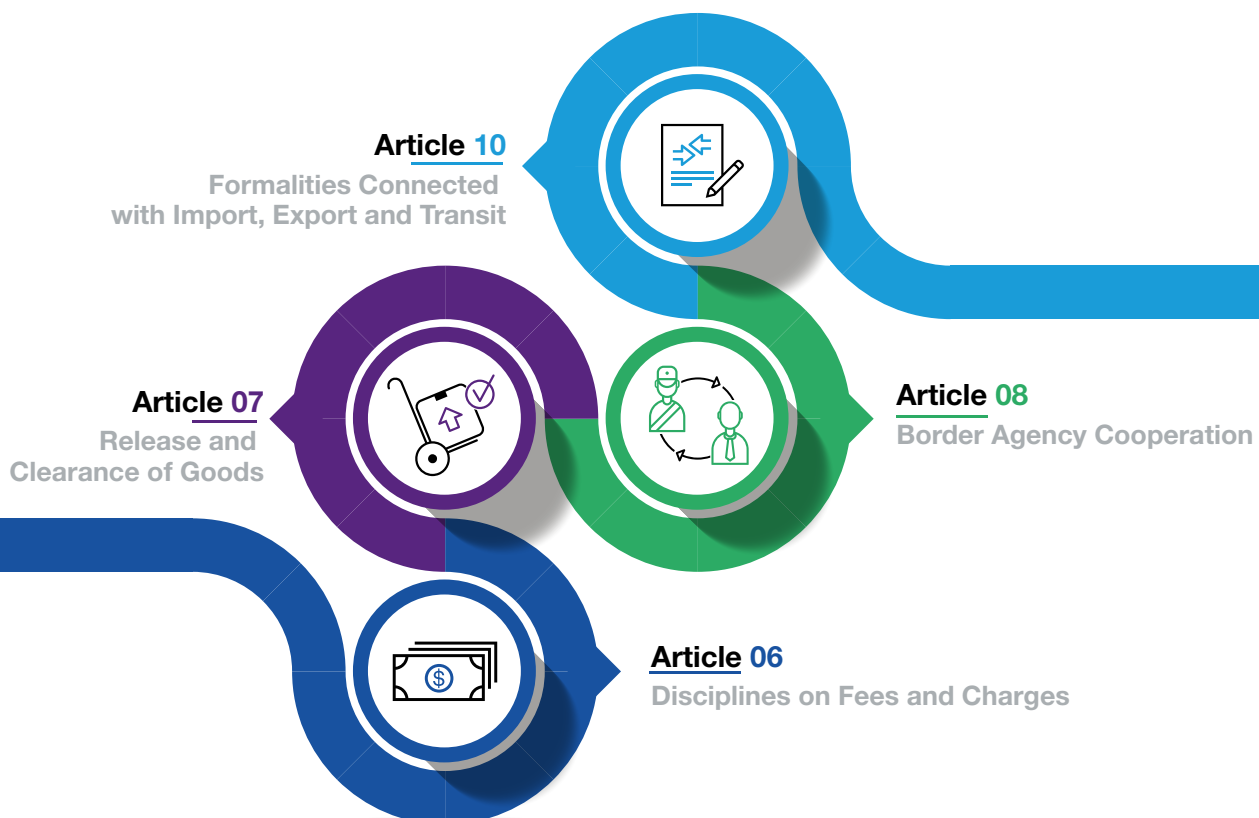 Article 10
Formalities Connected
with Import, Export and Transit
Article 07
Release and
Clearance of Goods
Article 08
Border Agency Cooperation
$
Article 06
Disciplines on Fees and Charges